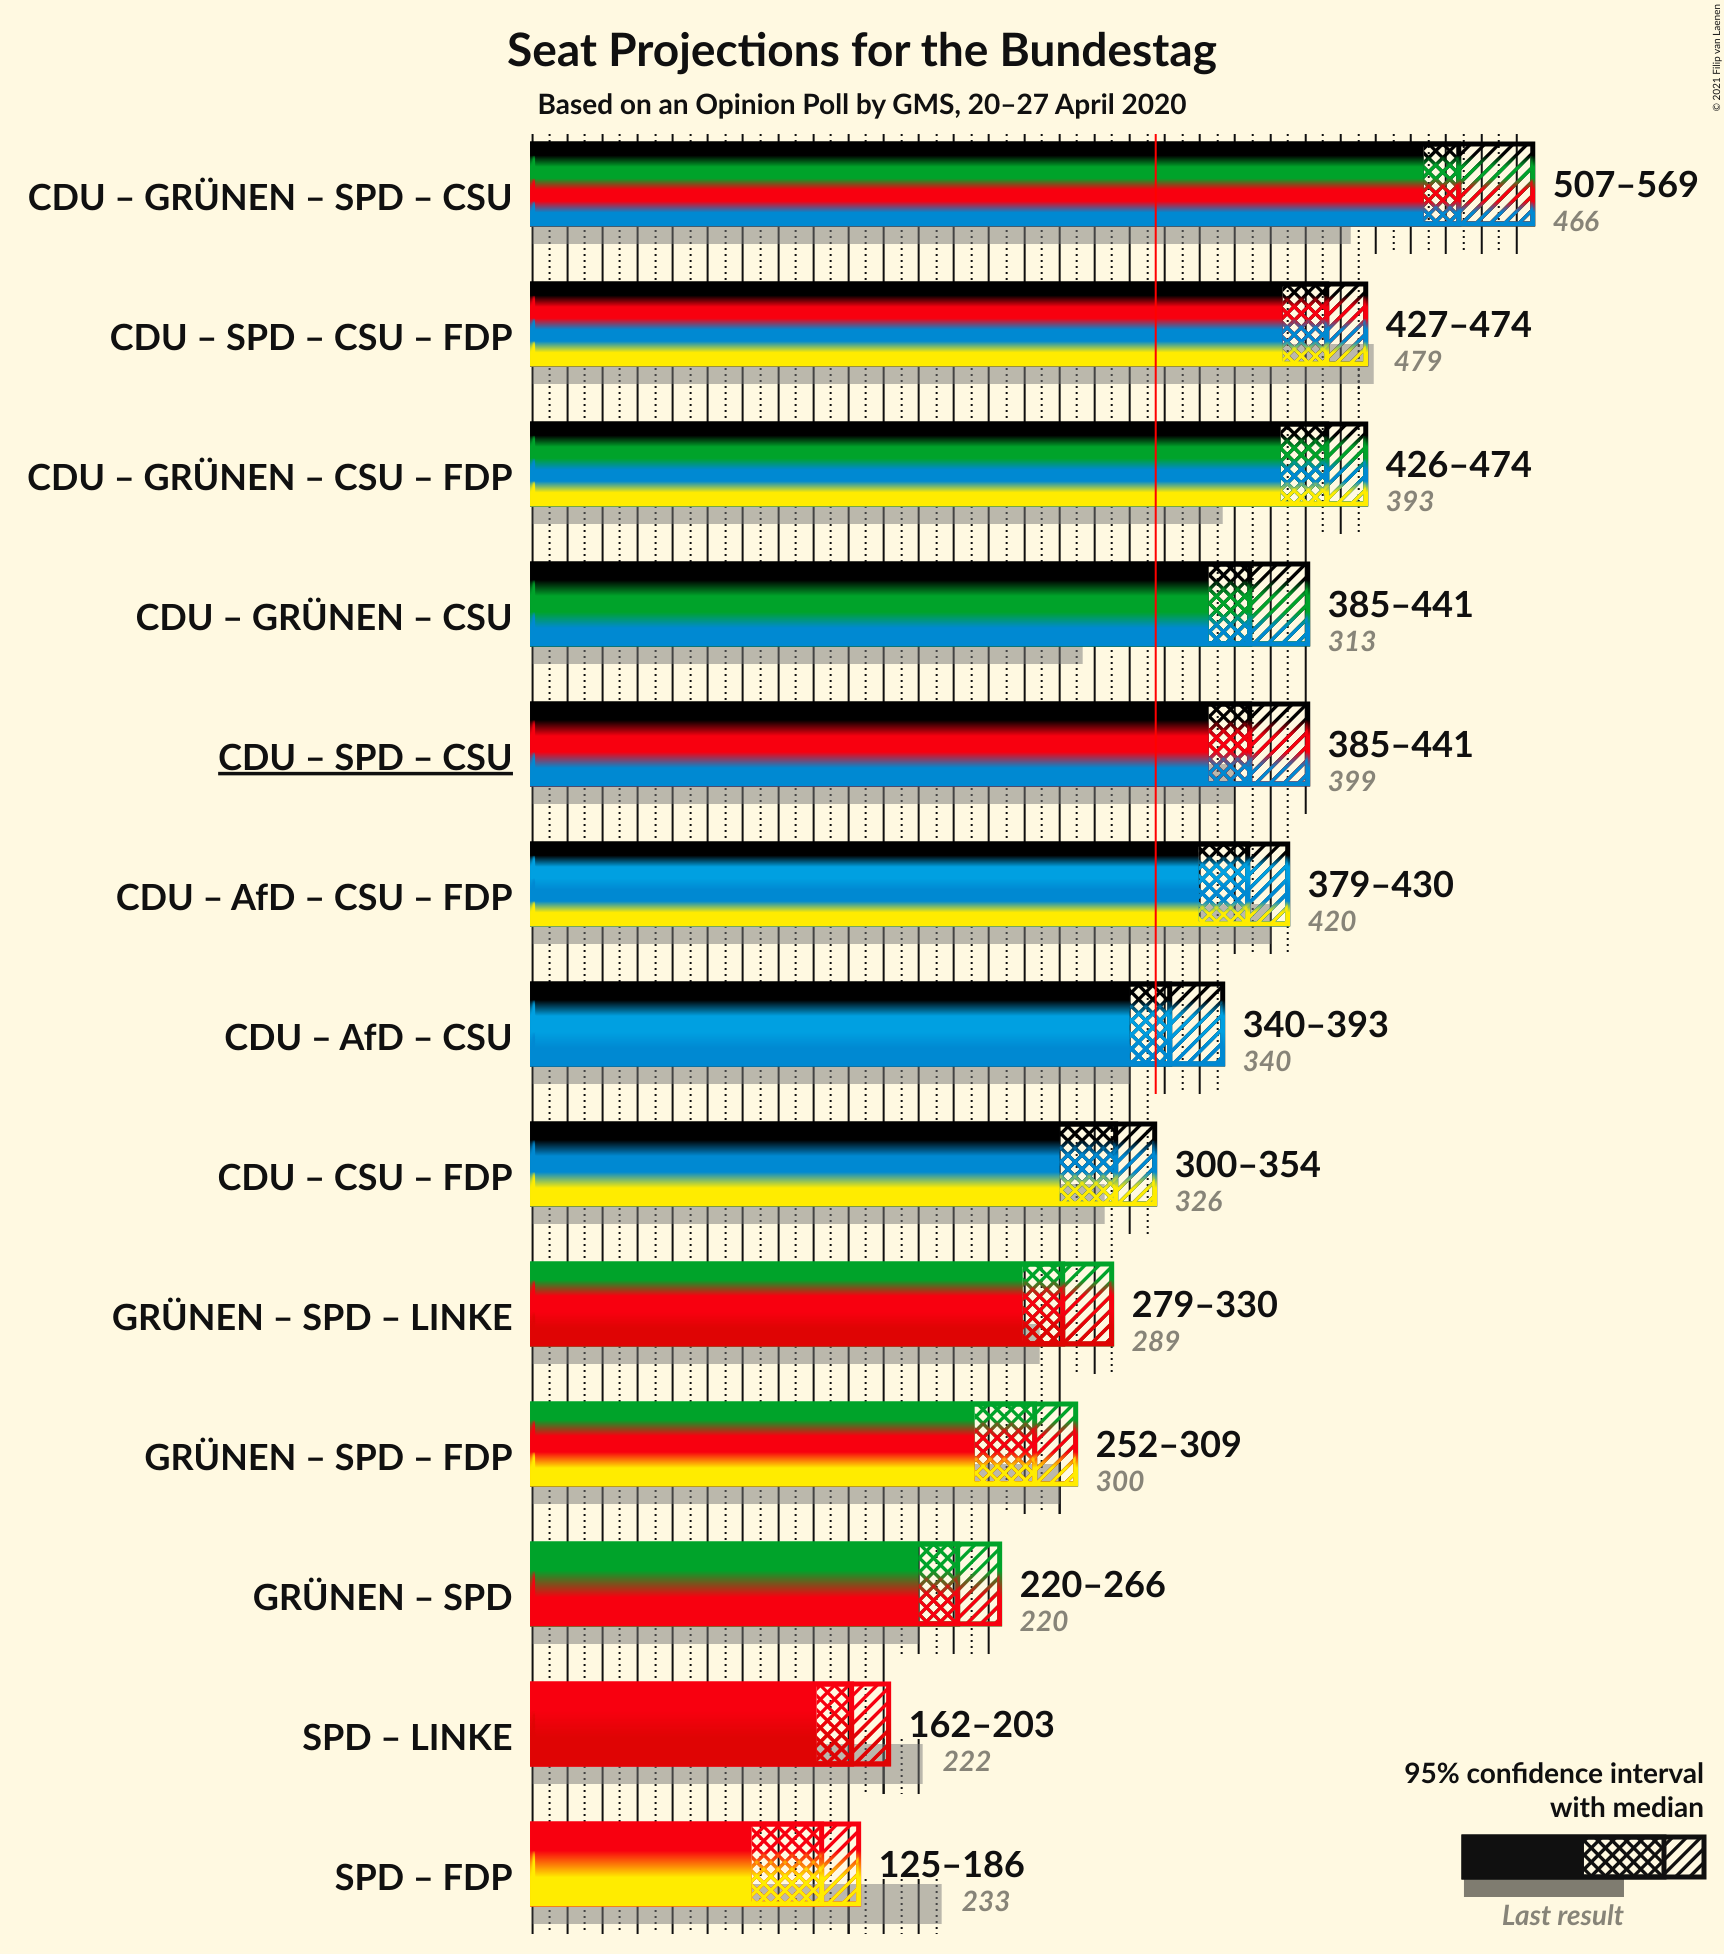 Seat Projections for the Bundestag
Based on an Opinion Poll by GMS, 20–27 April 2020
© 2021 Filip van Laenen
CDU – GRÜNEN – SPD – CSU
507–569
466
CDU – SPD – CSU – FDP
427–474
479
CDU – GRÜNEN – CSU – FDP
426–474
393
CDU – GRÜNEN – CSU
385–441
313
CDU – SPD – CSU
385–441
399
CDU – AfD – CSU – FDP
379–430
420
CDU – AfD – CSU
340–393
340
CDU – CSU – FDP
300–354
326
GRÜNEN – SPD – LINKE
279–330
289
GRÜNEN – SPD – FDP
252–309
300
GRÜNEN – SPD
220–266
220
SPD – LINKE
162–203
222
SPD – FDP
125–186
233
95% confidence interval
with median
Last result